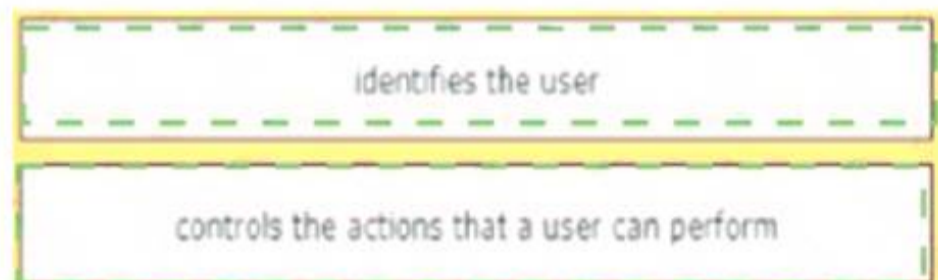 identifies the user
controls the actions that a user can perform